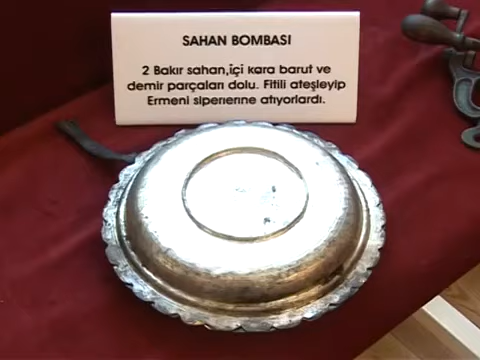 SAHAN BOMBASI
2 Bakır sahan,içi kara barut ve
demir parçaları dolu. Fitili ateşleyip
Ermeni siperlerine atıyorlardı.